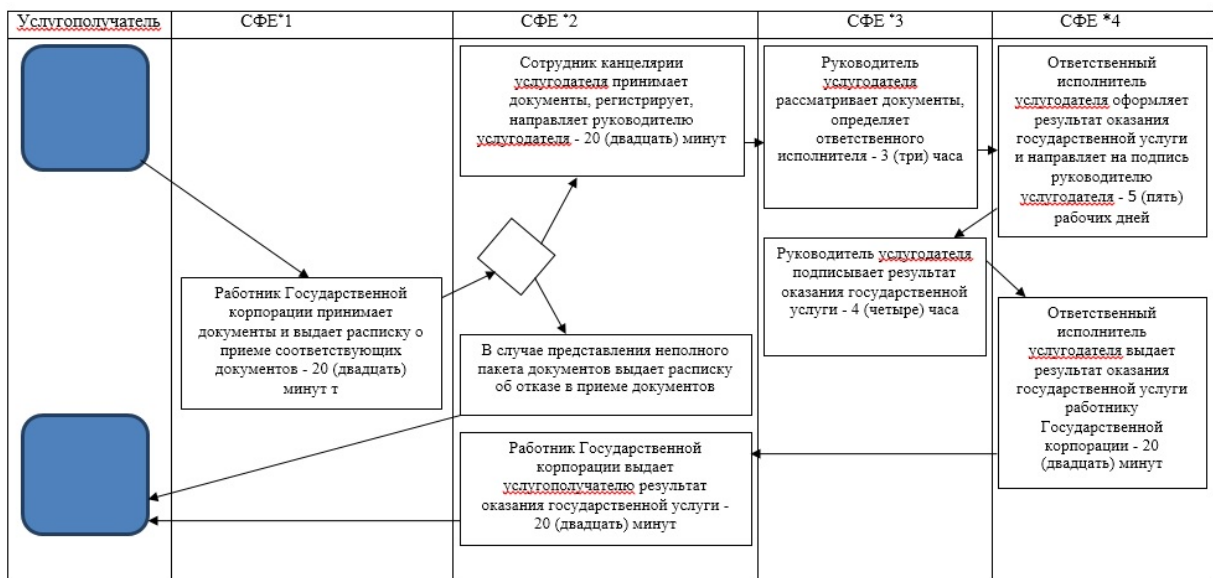 Услугополучатель
СФЕ*1
СФЕ *2
СФЕ *3
СФЕ *4
Сотрудник канцелярии
услугодателя принимает
документы, регистрирует,
направляет руководителю
услугодателя - 20 (двадцать) минут
Руководитель
услугодателя
рассматривает документы,
определяет
ответственного
исполнителя - 3 (три) часа
Ответственный
исполнитель
услугодателя оформляет
результат оказания
государственной услуги
и направляет на подпись
руководителю
услугодателя - 5 (пять)
рабочих дней
Работник Государственной
корпорации принимает
документы и выдает расписку о
приеме соответствующих
документов - 20 (двадцать)
минут т
Руководитель услугодателя
подписывает результат
оказания государственной
услуги - 4 (четыре) часа
В случае представления неполного
пакета документов выдает расписку
об отказе в приеме документов
Ответственный
исполнитель
услугодателя выдает
результат оказания
государственной услуги
работнику
Государственной
корпорации - 20
(двадцать) минут
Работник Государственной
корпорации выдает
услугополучателю результат
оказания государственной услуги -
20 (двадцать) минут